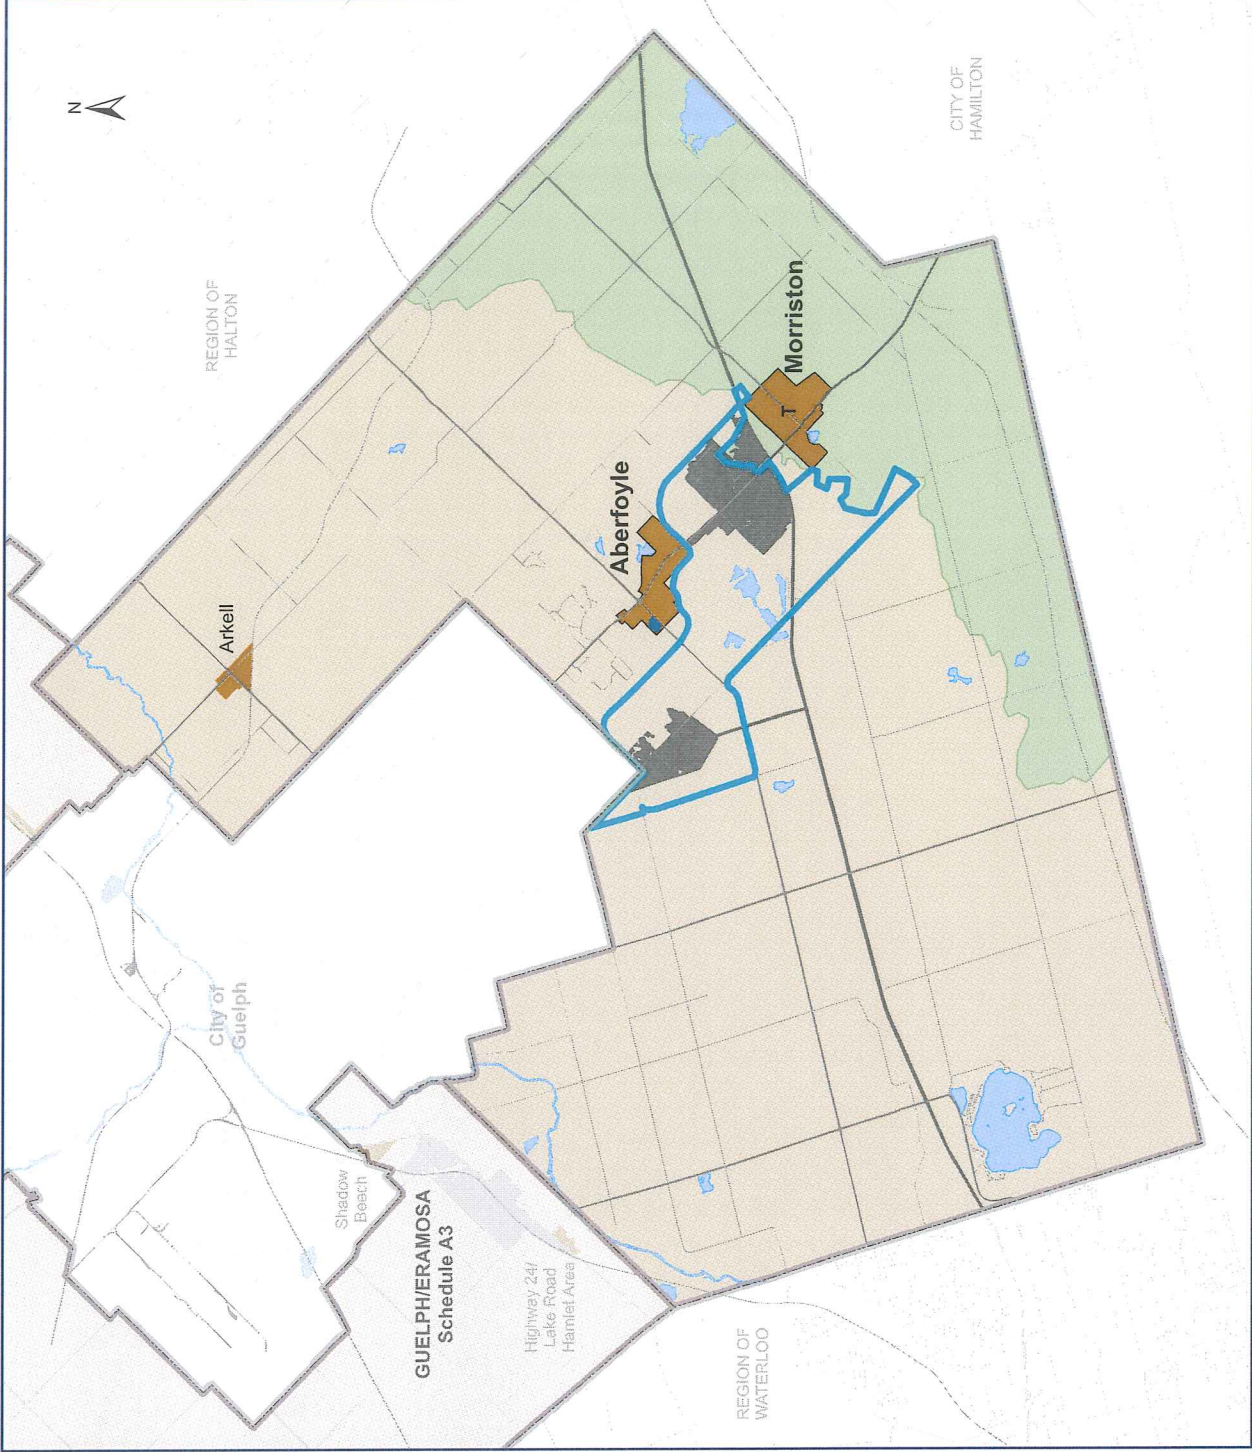 N
REGION OF
HALTON
CITY OF
HAMILTON
Arkell
Aberfoyle
Morriston
T
City of
Guelph
Shadow
Beech
GUELPH/ERAMOSA
Schedule A3
Highway 24/
Lake Road
Hamlet Area
REGION OF
WATERLOO